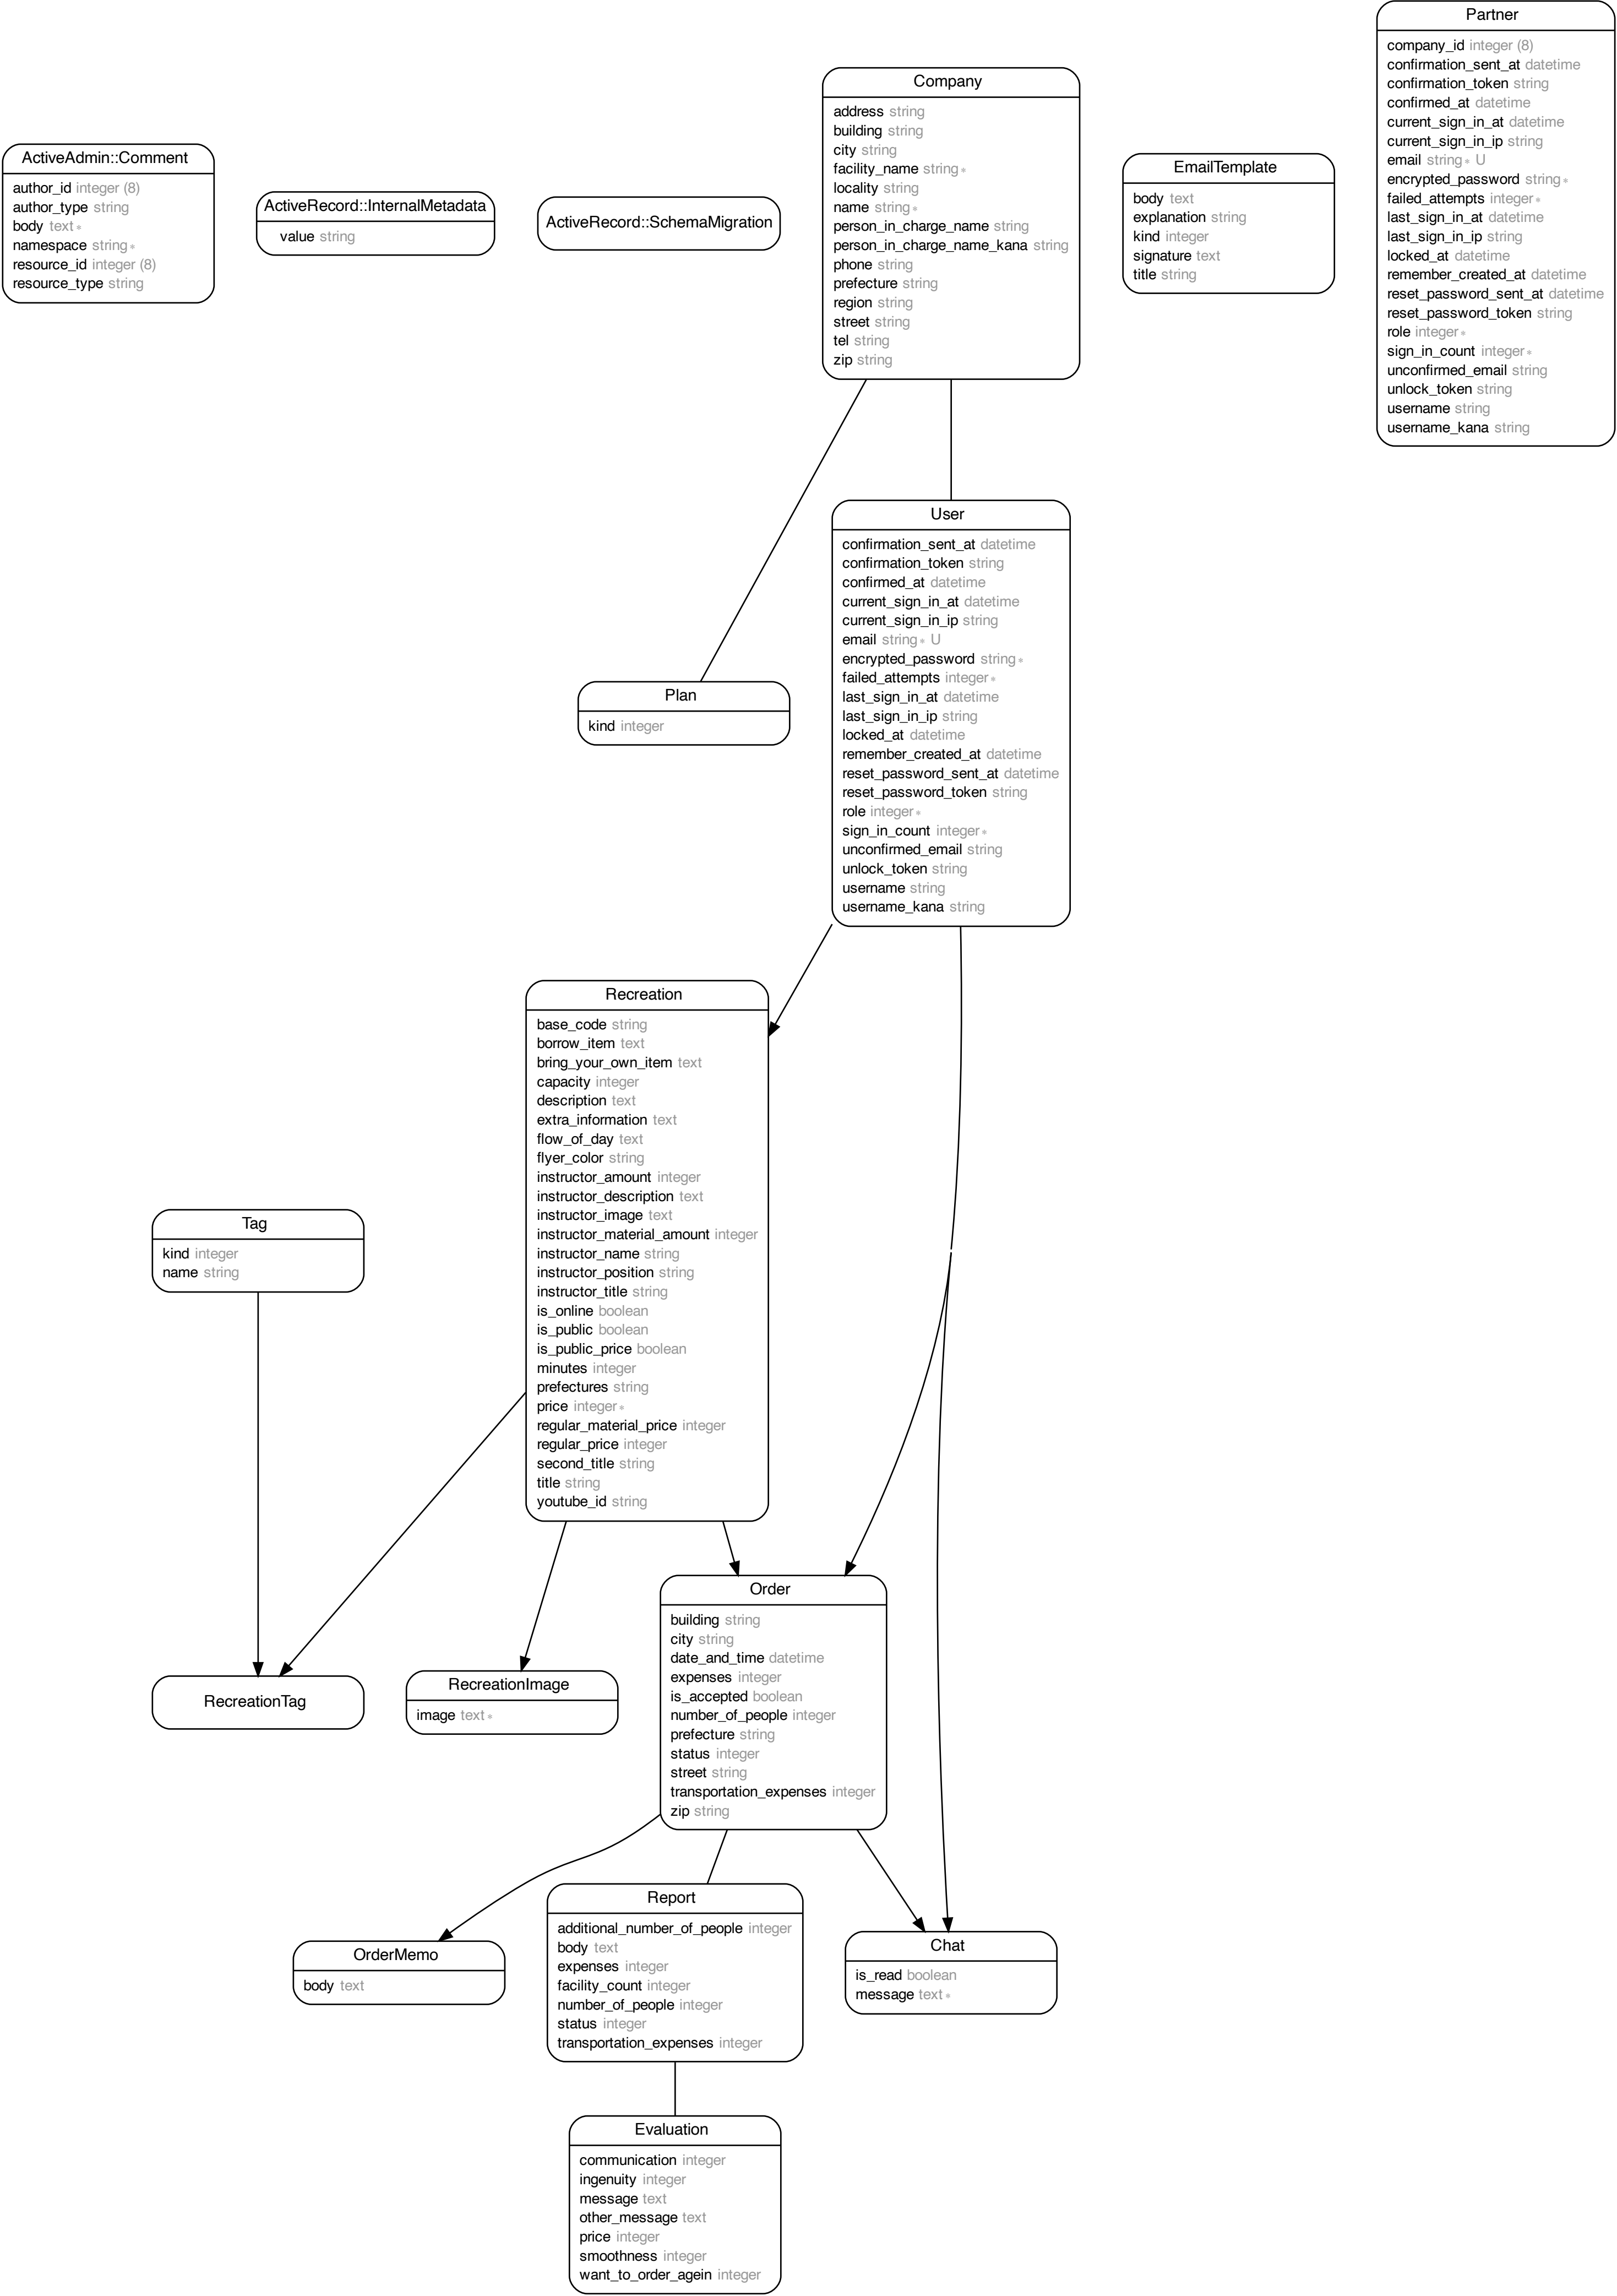 Partner
company_id integer (8)
confirmation_sent_at datetime
confirmation_token string
confirmed_at datetime
current_sign_in_at datetime
current_sign_in_ip string
email string∗ U
encrypted_password string∗
failed_attempts integer∗
last_sign_in_at datetime
last_sign_in_ip string
locked_at datetime
remember_created_at datetime
reset_password_sent_at datetime
reset_password_token string
role integer∗
sign_in_count integer∗
unconfirmed_email string
unlock_token string
username string
username_kana string
Company
address string
building string
city string
facility_name string∗
locality string
name string∗
person_in_charge_name string
person_in_charge_name_kana string
phone string
prefecture string
region string
street string
tel string
zip string
ActiveAdmin::Comment
author_id integer (8)
author_type string
body text∗
namespace string∗
resource_id integer (8)
resource_type string
ActiveRecord::InternalMetadata
value string
ActiveRecord::SchemaMigration
EmailTemplate
body text
explanation string
kind integer
signature text
title string
User
confirmation_sent_at datetime
confirmation_token string
confirmed_at datetime
current_sign_in_at datetime
current_sign_in_ip string
email string∗ U
encrypted_password string∗
failed_attempts integer∗
last_sign_in_at datetime
last_sign_in_ip string
locked_at datetime
remember_created_at datetime
reset_password_sent_at datetime
reset_password_token string
role integer∗
sign_in_count integer∗
unconfirmed_email string
unlock_token string
username string
username_kana string
Plan
kind integer
Recreation
base_code string
borrow_item text
bring_your_own_item text
capacity integer
description text
extra_information text
flow_of_day text
flyer_color string
instructor_amount integer
instructor_description text
instructor_image text
instructor_material_amount integer
instructor_name string
instructor_position string
instructor_title string
is_online boolean
is_public boolean
is_public_price boolean
minutes integer
prefectures string
price integer∗
regular_material_price integer
regular_price integer
second_title string
title string
youtube_id string
Tag
kind integer
name string
RecreationTag
RecreationImage
image text∗
Order
building string
city string
date_and_time datetime
expenses integer
is_accepted boolean
number_of_people integer
prefecture string
status integer
street string
transportation_expenses integer
zip string
OrderMemo
body text
Report
additional_number_of_people integer
body text
expenses integer
facility_count integer
number_of_people integer
status integer
transportation_expenses integer
Chat
is_read boolean
message text∗
Evaluation
communication integer
ingenuity integer
message text
other_message text
price integer
smoothness integer
want_to_order_agein integer